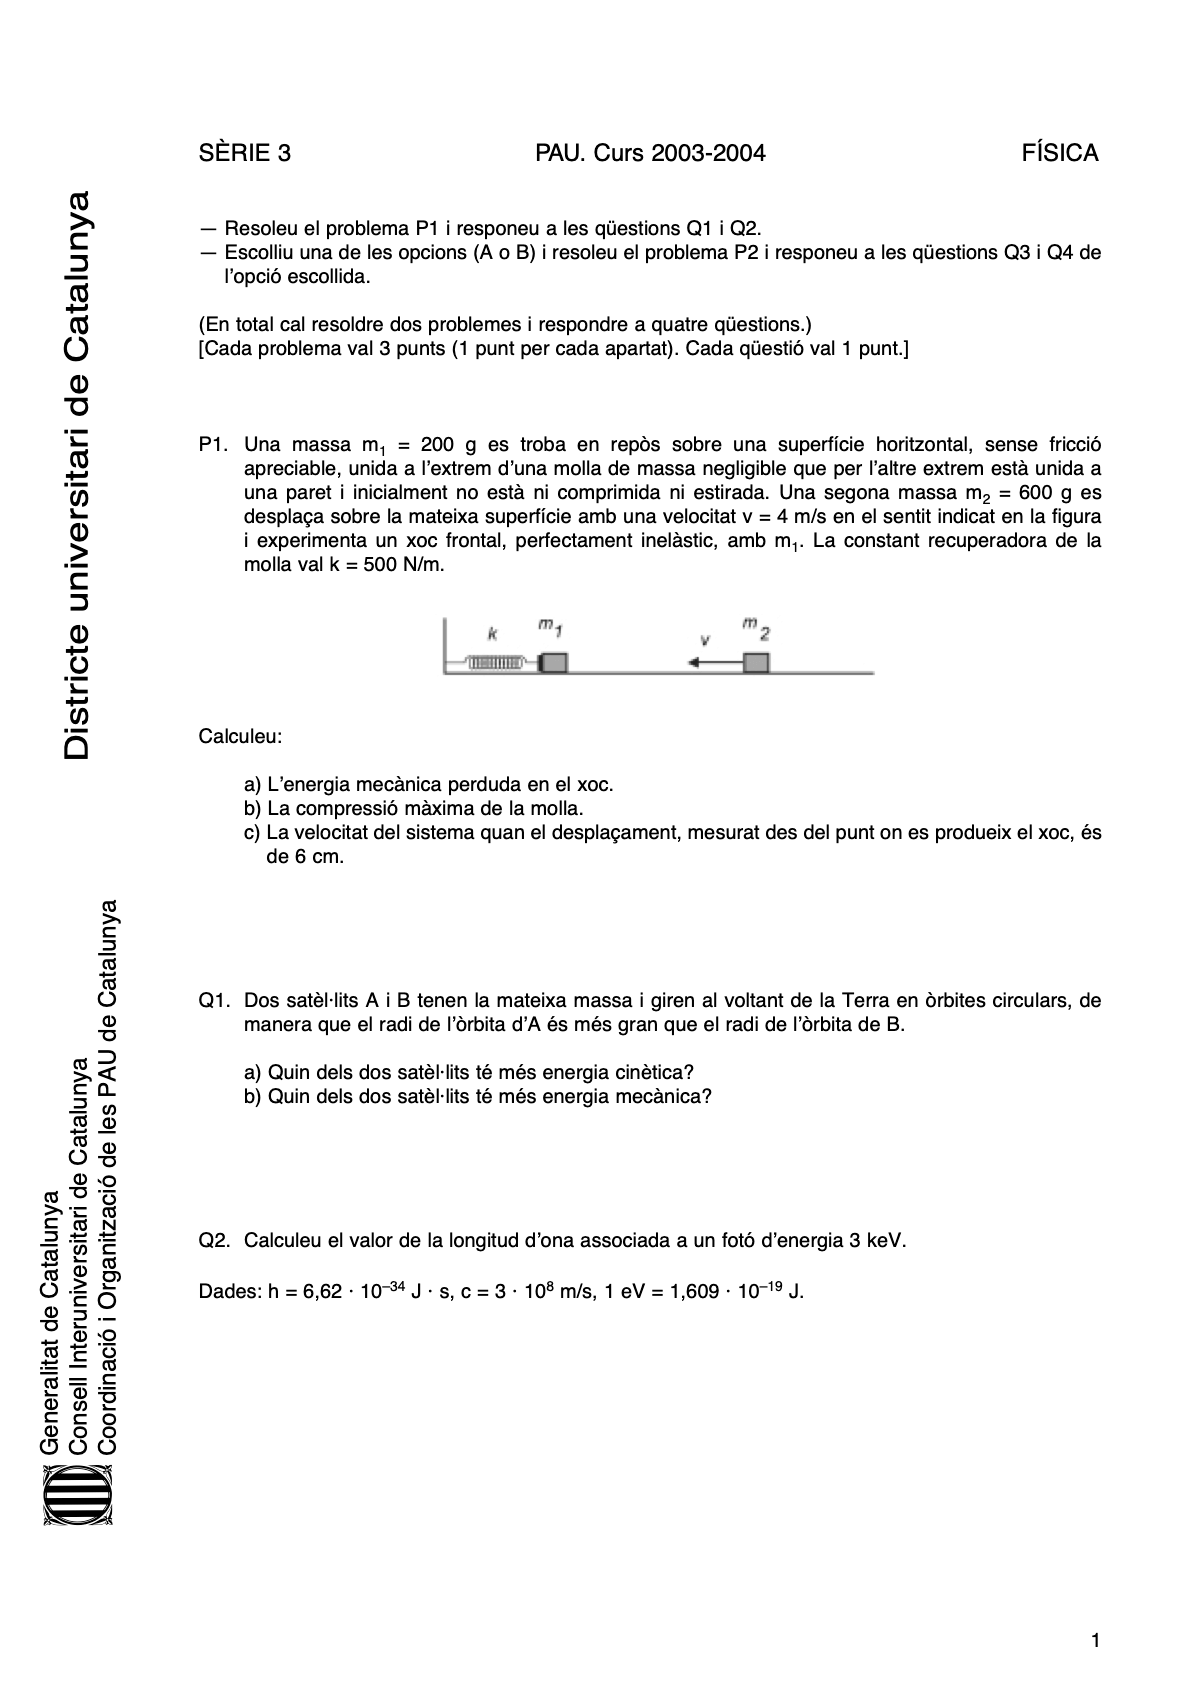 SÈRIE 3 PAU. Curs 2003-2004 FÍSICA
— Resoleu el problema P1 i responeu a les qüestions Q1 i Q2.
— Escolliu una de les opcions (A o B) i resoleu el problema P2 i responeu a les qüestions Q3 i Q4 de
l’opció escollida.
(En total cal resoldre dos problemes i respondre a quatre qüestions.)
[Cada problema val 3 punts (1 punt per cada apartat). Cada qüestió val 1 punt.]
P1. Una massa m₁ = 200 g es troba en repòs sobre una superfície horitzontal, sense fricció
apreciable, unida a l’extrem d’una molla de massa negligible que per l’altre extrem està unida a
una paret i inicialment no està ni comprimida ni estirada. Una segona massa m₂ = 600 g es
desplaça sobre la mateixa superfície amb una velocitat v = 4 m/s en el sentit indicat en la figura
i experimenta un xoc frontal, perfectament inelàstic, amb m₁. La constant recuperadora de la
molla val k = 500 N/m.
k m₁ v m₂
Calculeu:
a) L’energia mecànica perduda en el xoc.
b) La compressió màxima de la molla.
c) La velocitat del sistema quan el desplaçament, mesurat des del punt on es produeix el xoc, és
de 6 cm.
Q1. Dos satèl·lits A i B tenen la mateixa massa i giren al voltant de la Terra en òrbites circulars, de
manera que el radi de l’òrbita d’A és més gran que el radi de l’òrbita de B.
a) Quin dels dos satèl·lits té més energia cinètica?
b) Quin dels dos satèl·lits té més energia mecànica?
Q2. Calculeu el valor de la longitud d’ona associada a un fotó d’energia 3 keV.
Dades: h = 6,62 · 10⁻³⁴ J · s, c = 3 · 10⁸ m/s, 1 eV = 1,609 · 10⁻¹⁹ J.
Districte universitari de Catalunya
Generalitat de Catalunya
Consell Interuniversitari de Catalunya
Coordinació i Organització de les PAU de Catalunya
1